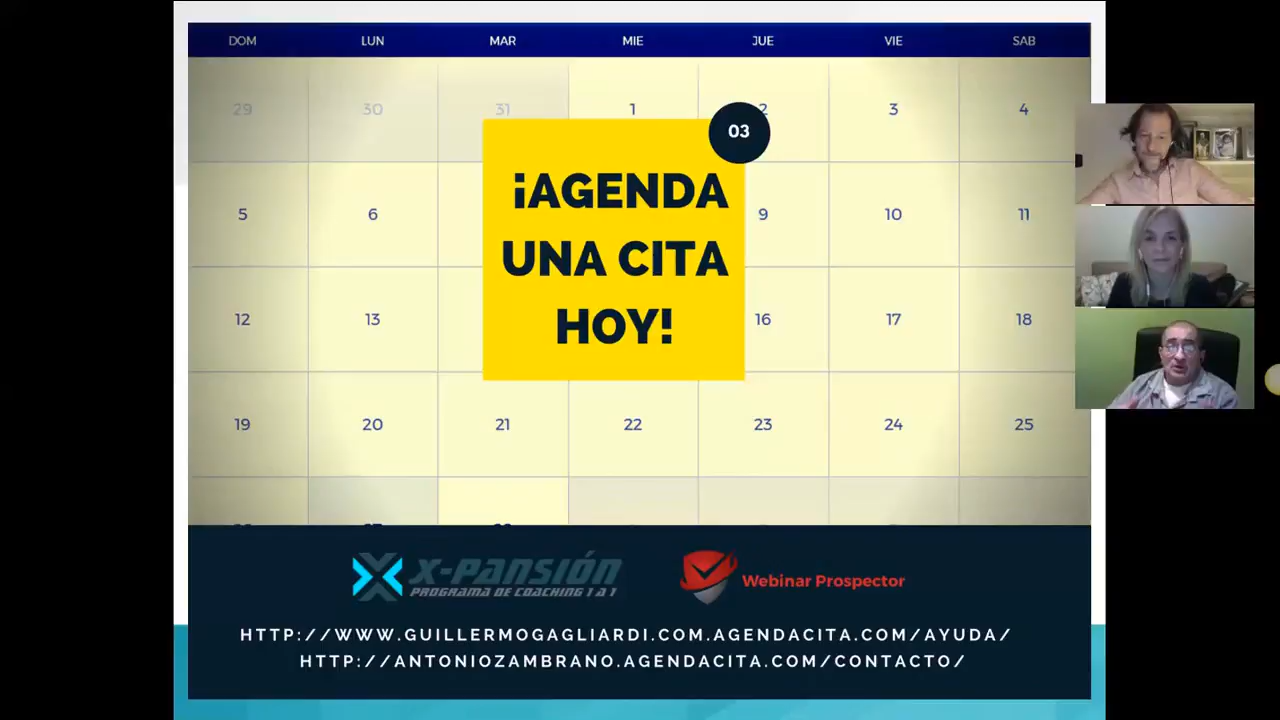 DOM LUN MAR MIE JUE VIE SAB
29 30 31 1 2 3 4
03
¡AGENDA
UNA CITA
HOY!
5 6 9 10 11
12 13 16 17 18
19 20 21 22 23 24 25
X-PANSIÓN
PROGRAMA DE COACHING 1 A 1
Webinar Prospector
HTTP://WWW.GUILLERMOGAGLIARDI.COM.AGENDACITA.COM/AYUDA/
HTTP://ANTONIOZAMBRANO.AGENDACITA.COM/CONTACTO/